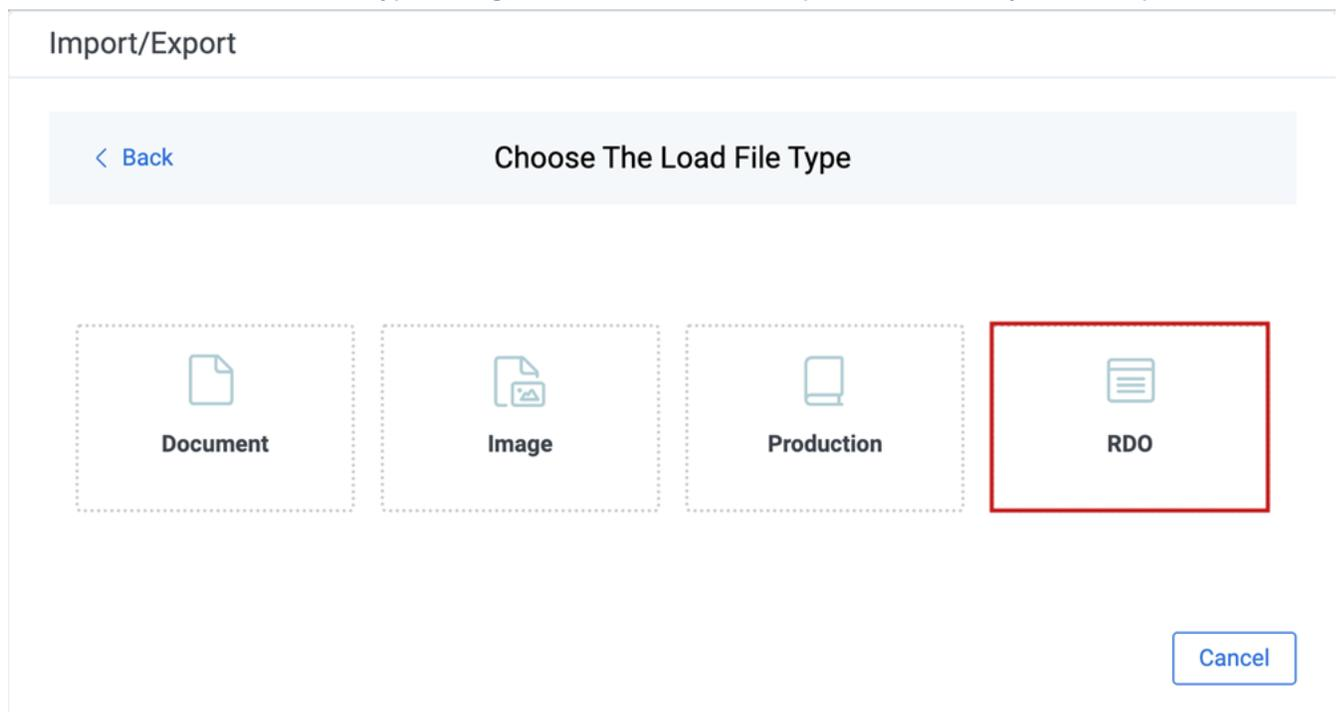 Import/Export
Back
Choose The Load File Type
Document
Image
Production
RDO
Cancel